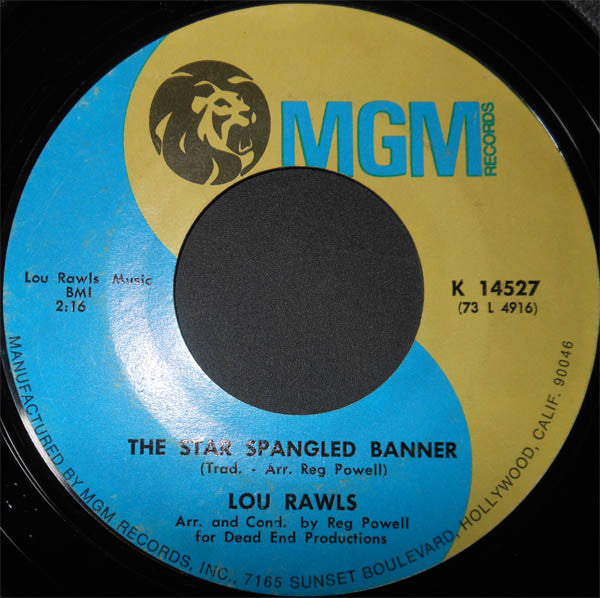 MGM
RECORDS
Lou Rawls Music
BMI
2:16
K 14527
(73 L 4916)
THE STAR SPANGLED BANNER
(Trad. - Arr. Reg Powell)
LOU RAWLS
Arr. and Cond. by Reg Powell
for Dead End Productions
MANUFACTURED BY MGM RECORDS, INC., 7165 SUNSET BOULEVARD, HOLLYWOOD, CALIF. 90046